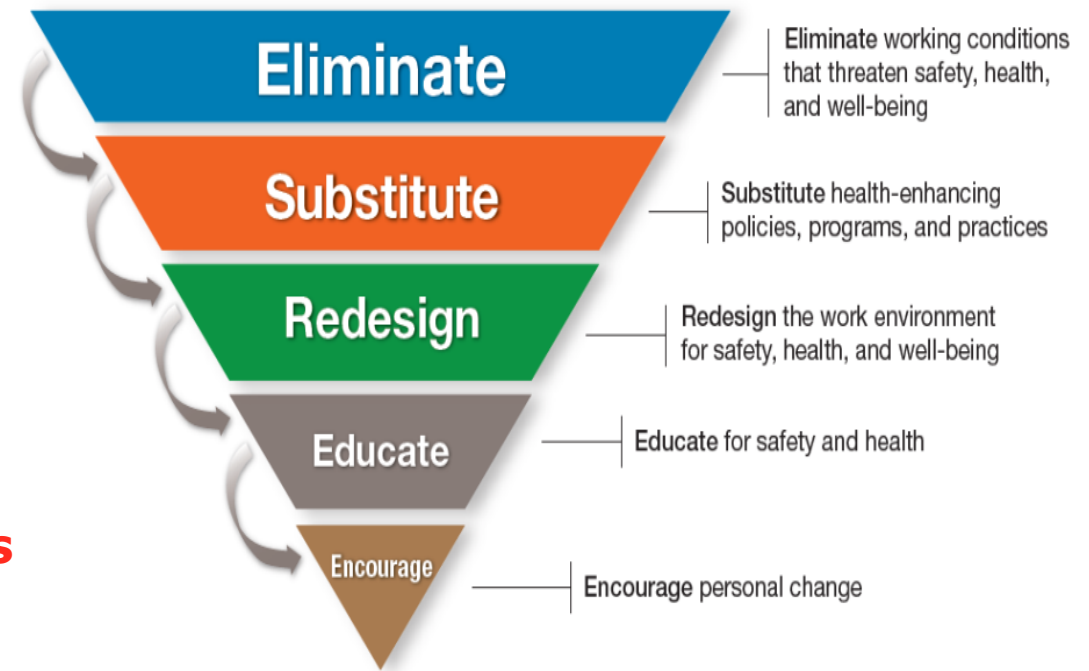 Eliminate
Eliminate working conditions
that threaten safety, health,
and well-being
Substitute
Substitute health-enhancing
policies, programs, and practices
Redesign
Redesign the work environment
for safety, health, and well-being
Educate
Educate for safety and health
s
Encourage
Encourage personal change